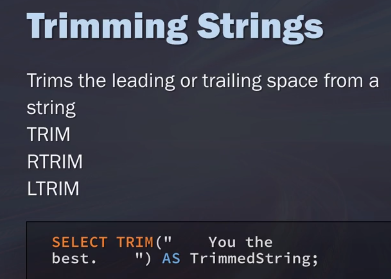 Trimming Strings
Trims the leading or trailing space from a
string
TRIM
RTRIM
LTRIM
SELECT TRIM("    You the
best.    ") AS TrimmedString;